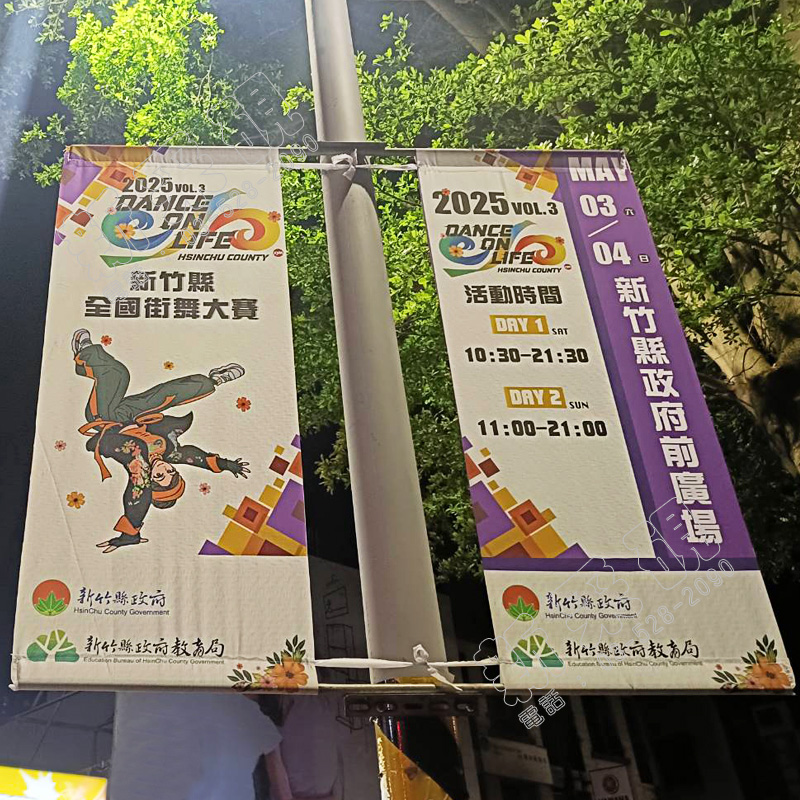 2025 VOL.3
DANCE
ON
LIFE
HSINCHU COUNTY
新竹縣
全國街舞大賽
新竹縣政府
HsinChu County Government
新竹縣政府教育局
Education Bureau of HsinChu County Government
2025 VOL.3
DANCE
ON
LIFE
HSINCHU COUNTY
活動時間
DAY 1 SAT
10:30-21:30
DAY 2 SUN
11:00-21:00
MAY
03 六
04 日
新竹縣政府前廣場
新竹縣政府
HsinChu County Government
新竹縣政府教育局
Education Bureau of HsinChu County Government
電話